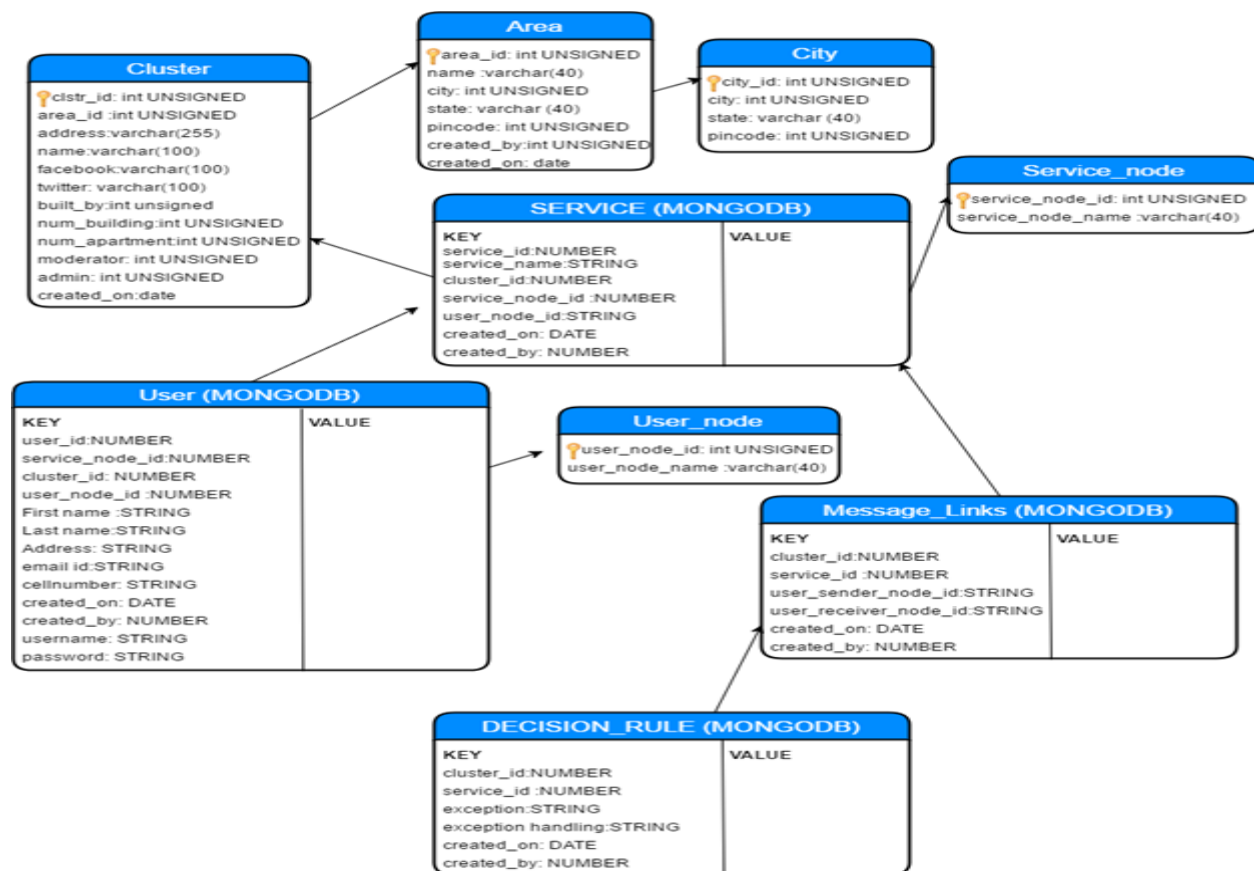 Cluster
clstr_id: int UNSIGNED
area_id :int UNSIGNED
address:varchar(255)
name:varchar(100)
facebook:varchar(100)
twitter: varchar(100)
built_by:int unsigned
num_building:int UNSIGNED
num_apartment:int UNSIGNED
moderator: int UNSIGNED
admin: int UNSIGNED
created_on:date
Area
area_id: int UNSIGNED
name :varchar(40)
city: int UNSIGNED
state: varchar (40)
pincode: int UNSIGNED
created_by:int UNSIGNED
created_on: date
City
city_id: int UNSIGNED
city: int UNSIGNED
state: varchar (40)
pincode: int UNSIGNED
Service_node
service_node_id: int UNSIGNED
service_node_name :varchar(40)
SERVICE (MONGODB)
KEY VALUE
service_id:NUMBER
service_name:STRING
cluster_id:NUMBER
service_node_id :NUMBER
user_node_id:STRING
created_on: DATE
created_by: NUMBER
User (MONGODB)
KEY VALUE
user_id:NUMBER
service_node_id:NUMBER
cluster_id: NUMBER
user_node_id :NUMBER
First name :STRING
Last name:STRING
Address: STRING
email id:STRING
cellnumber: STRING
created_on: DATE
created_by: NUMBER
username: STRING
password: STRING
User_node
user_node_id: int UNSIGNED
user_node_name :varchar(40)
Message_Links (MONGODB)
KEY VALUE
cluster_id:NUMBER
service_id :NUMBER
user_sender_node_id:STRING
user_receiver_node_id:STRING
created_on: DATE
created_by: NUMBER
DECISION_RULE (MONGODB)
KEY VALUE
cluster_id:NUMBER
service_id :NUMBER
exception:STRING
exception handling:STRING
created_on: DATE
created_by: NUMBER